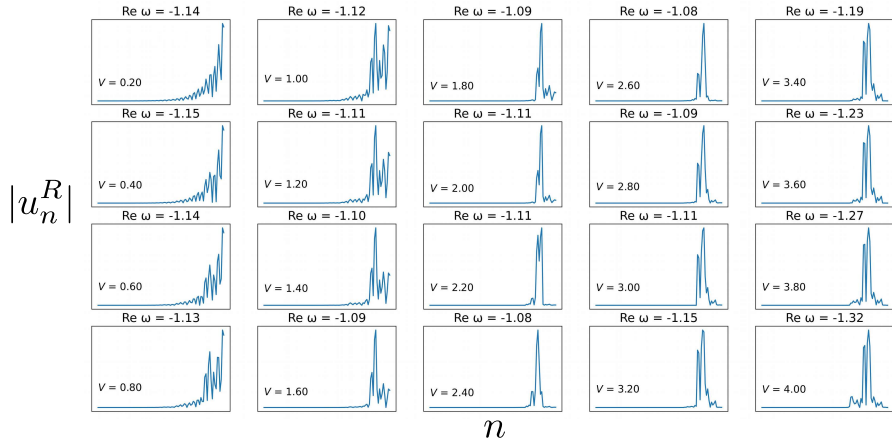 Re ω = -1.14 Re ω = -1.12 Re ω = -1.09 Re ω = -1.08 Re ω = -1.19
V = 0.20 V = 1.00 V = 1.80 V = 2.60 V = 3.40
Re ω = -1.15 Re ω = -1.11 Re ω = -1.11 Re ω = -1.09 Re ω = -1.23
V = 0.40 V = 1.20 V = 2.00 V = 2.80 V = 3.60
|u_n^R|
Re ω = -1.14 Re ω = -1.10 Re ω = -1.11 Re ω = -1.11 Re ω = -1.27
V = 0.60 V = 1.40 V = 2.20 V = 3.00 V = 3.80
Re ω = -1.13 Re ω = -1.09 Re ω = -1.08 Re ω = -1.15 Re ω = -1.32
V = 0.80 V = 1.60 V = 2.40 V = 3.20 V = 4.00
n